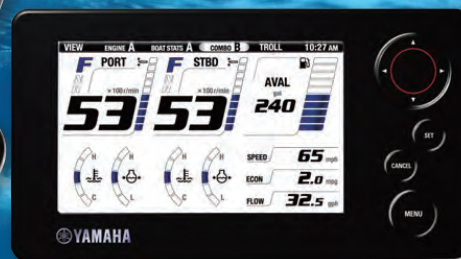 VIEW ENGINE A BOAT STATS A COMBO B TROLL 10:27 AM
F PORT F STBD
N N AVAL
×100 r/min ×100 r/min gal
53 53 240
H H H H SPEED 65 mph
ECON 2.0 mpg
C L C L FLOW 32.5 gph
SET
CANCEL
MENU
YAMAHA